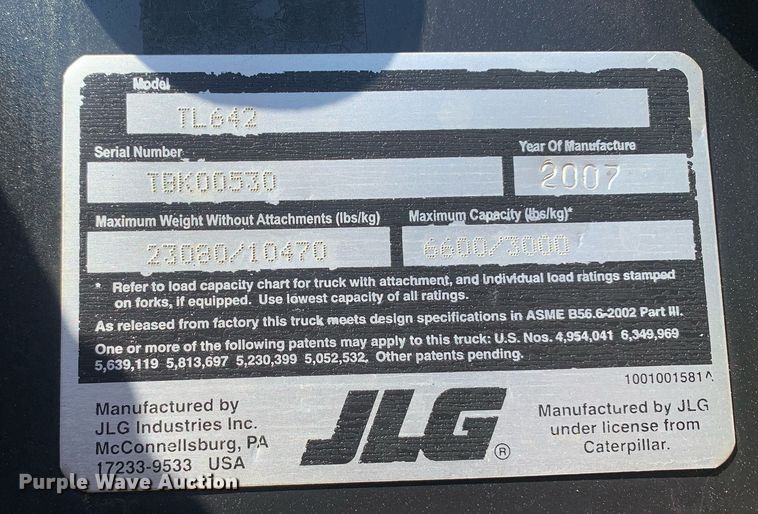 Model
TL642
Serial Number
TBK00530
Year Of Manufacture
2007
Maximum Weight Without Attachments (lbs/kg)
23080/10470
Maximum Capacity (lbs/kg)*
6600/3000
* Refer to load capacity chart for truck with attachment, and individual load ratings stamped
on forks, if equipped. Use lowest capacity of all ratings.
As released from factory this truck meets design specifications in ASME B56.6-2002 Part III.
One or more of the following patents may apply to this truck: U.S. Nos. 4,954,041 6,349,969
5,639,119 5,813,697 5,230,399 5,052,532. Other patents pending.
1001001581A
Manufactured by
JLG Industries Inc.
McConnellsburg, PA
17233-9533 USA
JLG®
Manufactured by JLG
under license from
Caterpillar.
Purple Wave Auction